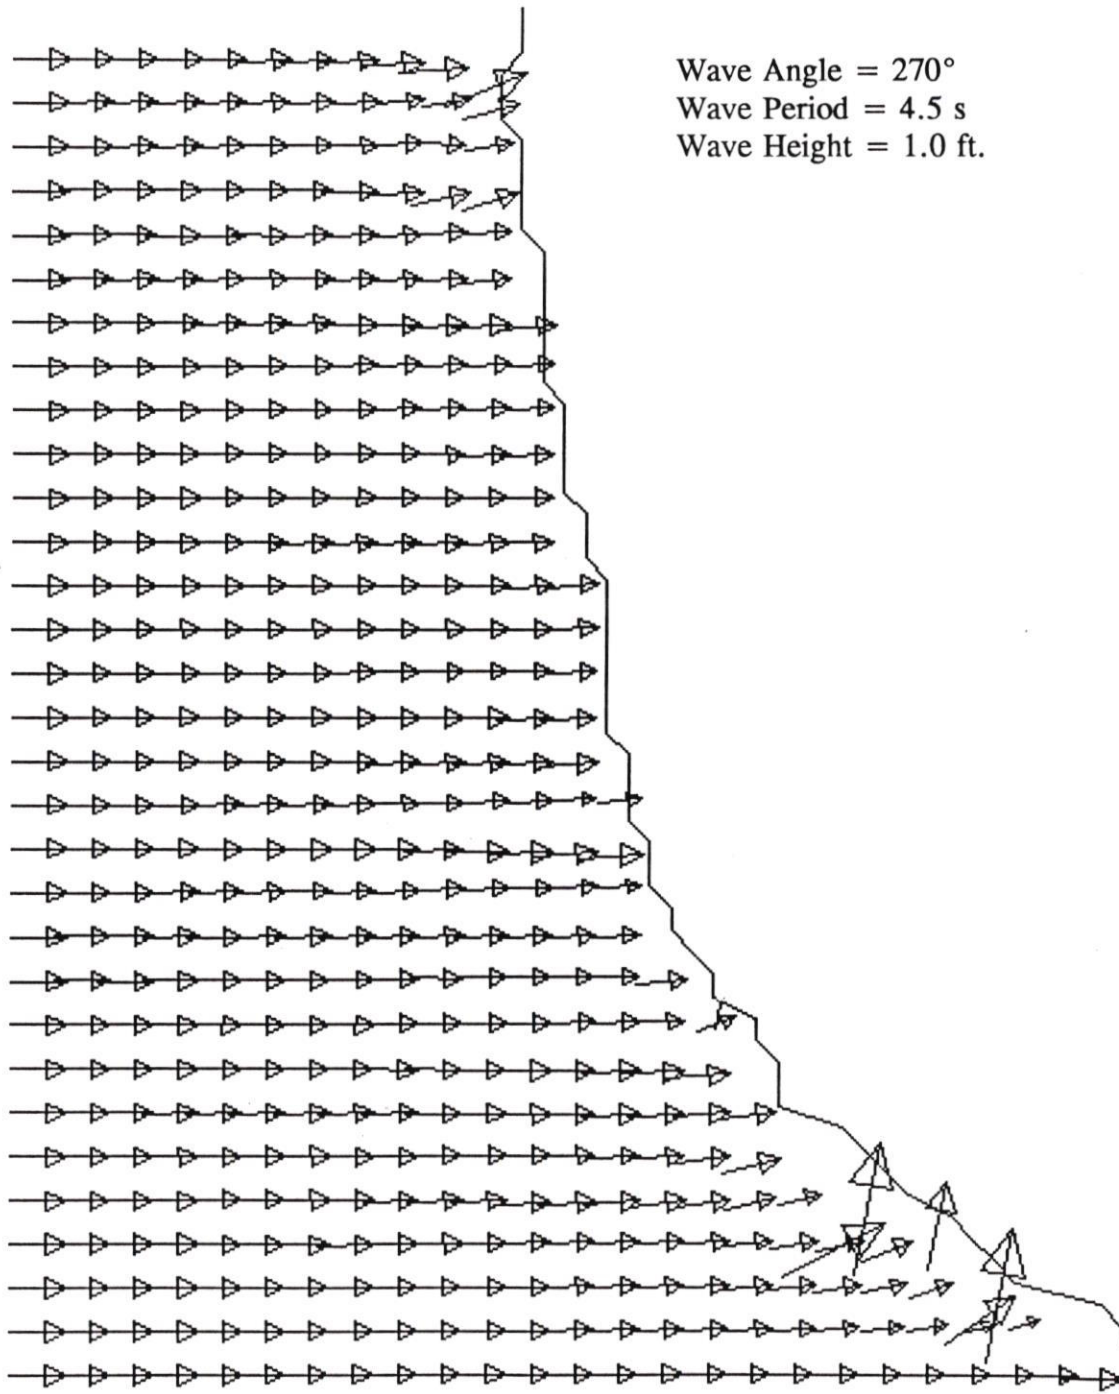 Wave Angle = 270°
Wave Period = 4.5 s
Wave Height = 1.0 ft.